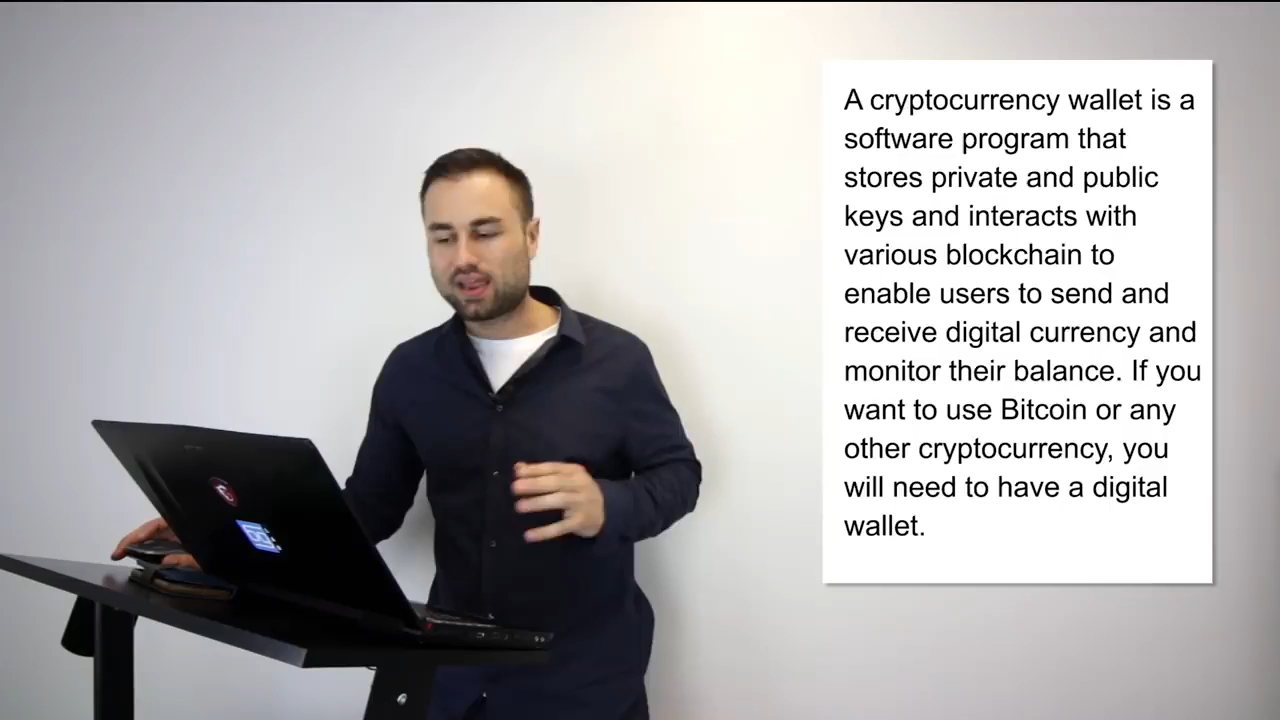 A cryptocurrency wallet is a
software program that
stores private and public
keys and interacts with
various blockchain to
enable users to send and
receive digital currency and
monitor their balance. If you
want to use Bitcoin or any
other cryptocurrency, you
will need to have a digital
wallet.